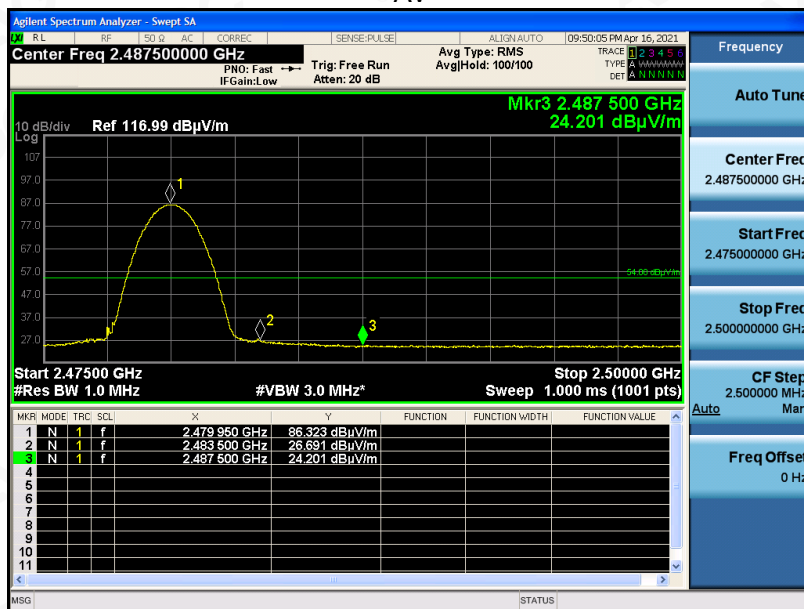 Agilent Spectrum Analyzer - Swept SA
LXI RL RF 50 Ω AC CORREC SENSE:PULSE ALIGN AUTO 09:50:05 PM Apr 16, 2021
Center Freq 2.487500000 GHz
PNO: Fast
IFGain:Low
Trig: Free Run
Atten: 20 dB
Avg Type: RMS
Avg|Hold: 100/100
TRACE 1 2 3 4 5 6
TYPE A WWWWW
DET A N N N N N
Mkr3 2.487 500 GHz
24.201 dBµV/m
10 dB/div Ref 116.99 dBµV/m
Log
107
97.0
87.0
77.0
67.0
57.0
47.0
37.0
27.0
1
2
3
54.00 dBµV/m
Start 2.47500 GHz Stop 2.50000 GHz
#Res BW 1.0 MHz #VBW 3.0 MHz* Sweep 1.000 ms (1001 pts)
MKR MODE TRC SCL X Y FUNCTION FUNCTION WIDTH FUNCTION VALUE
1 N 1 f 2.479 950 GHz 86.323 dBµV/m
2 N 1 f 2.483 500 GHz 26.691 dBµV/m
3 N 1 f 2.487 500 GHz 24.201 dBµV/m
4
5
6
7
8
9
10
11
MSG STATUS
Frequency
Auto Tune
Center Freq
2.487500000 GHz
Start Freq
2.475000000 GHz
Stop Freq
2.500000000 GHz
CF Step
2.500000 MHz
Auto Man
Freq Offset
0 Hz